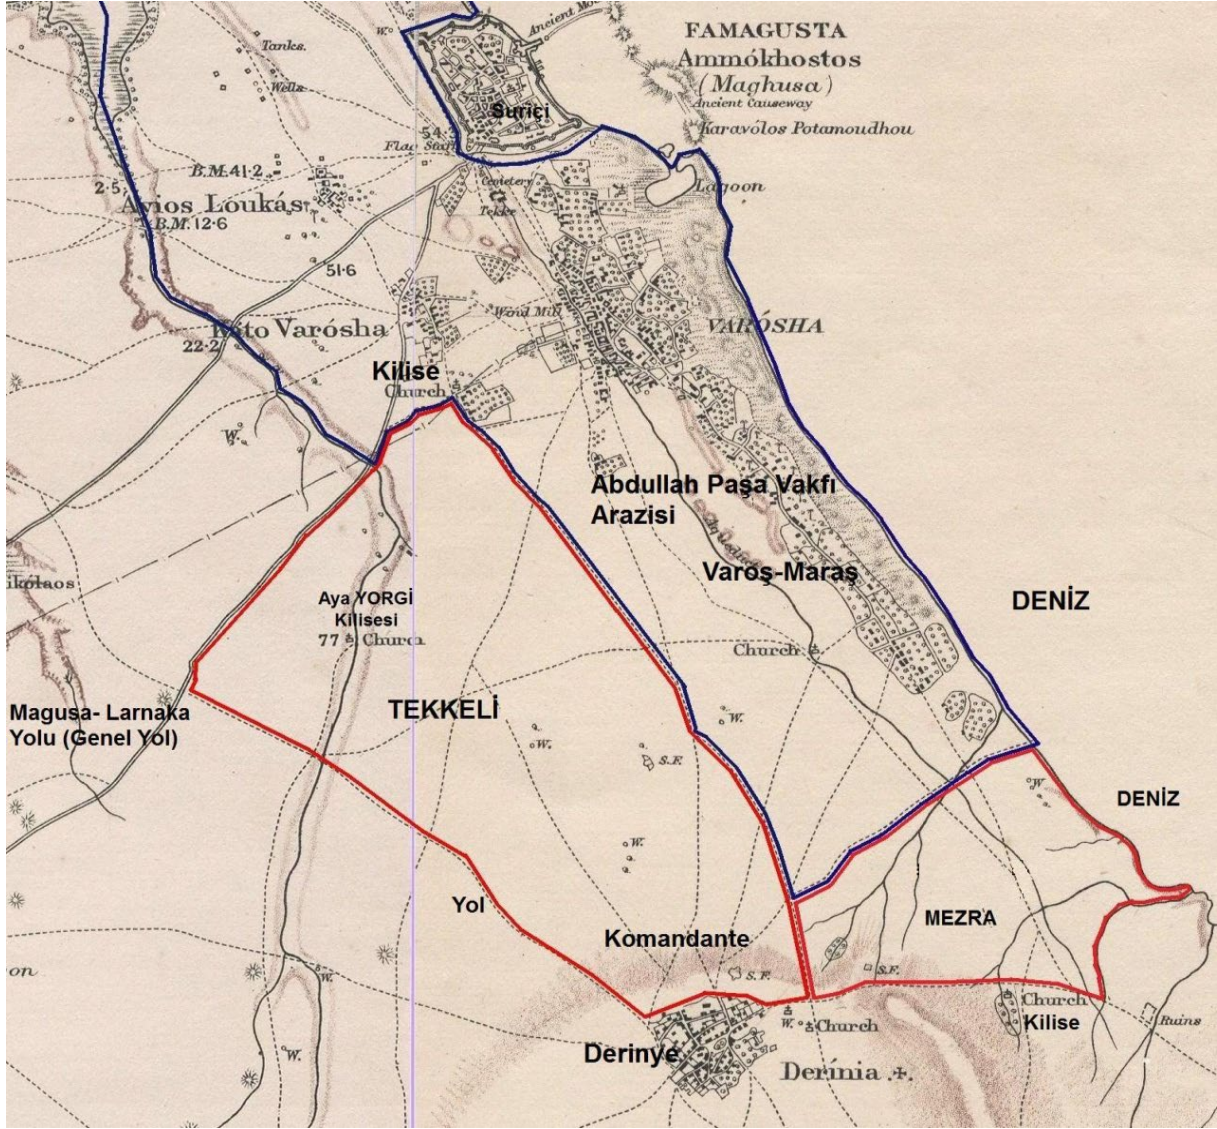 FAMAGUSTA
Ammókhostos
(Maghusa)
Ancient Causeway
Karavólos Potamoudhou
W.
Tanks.
Wells.
Suriçi
54.3
Flag Staff
B.M.41·2
Lagoon
Cemetery
Tekke
2·5
Ayios Loukás
B.M.12·6
51·6
Wind Mill
VARÓSHA
Káto Varósha
22·2
Kilise
Church
W.
Abdullah Paşa Vakfı
Arazisi
Varoş-Maraş
DENİZ
Aya YORGİ
Kilisesi
77 Church
Church
TEKKELİ
Magusa- Larnaka
Yolu (Genel Yol)
W.
W.
S.F.
W.
DENİZ
W.
Yol
MEZRA
Komandante
S.F.
S.F.
on
W.
Church
Kilise
W.
Church
Ruins
W.
Derinye
Derínia